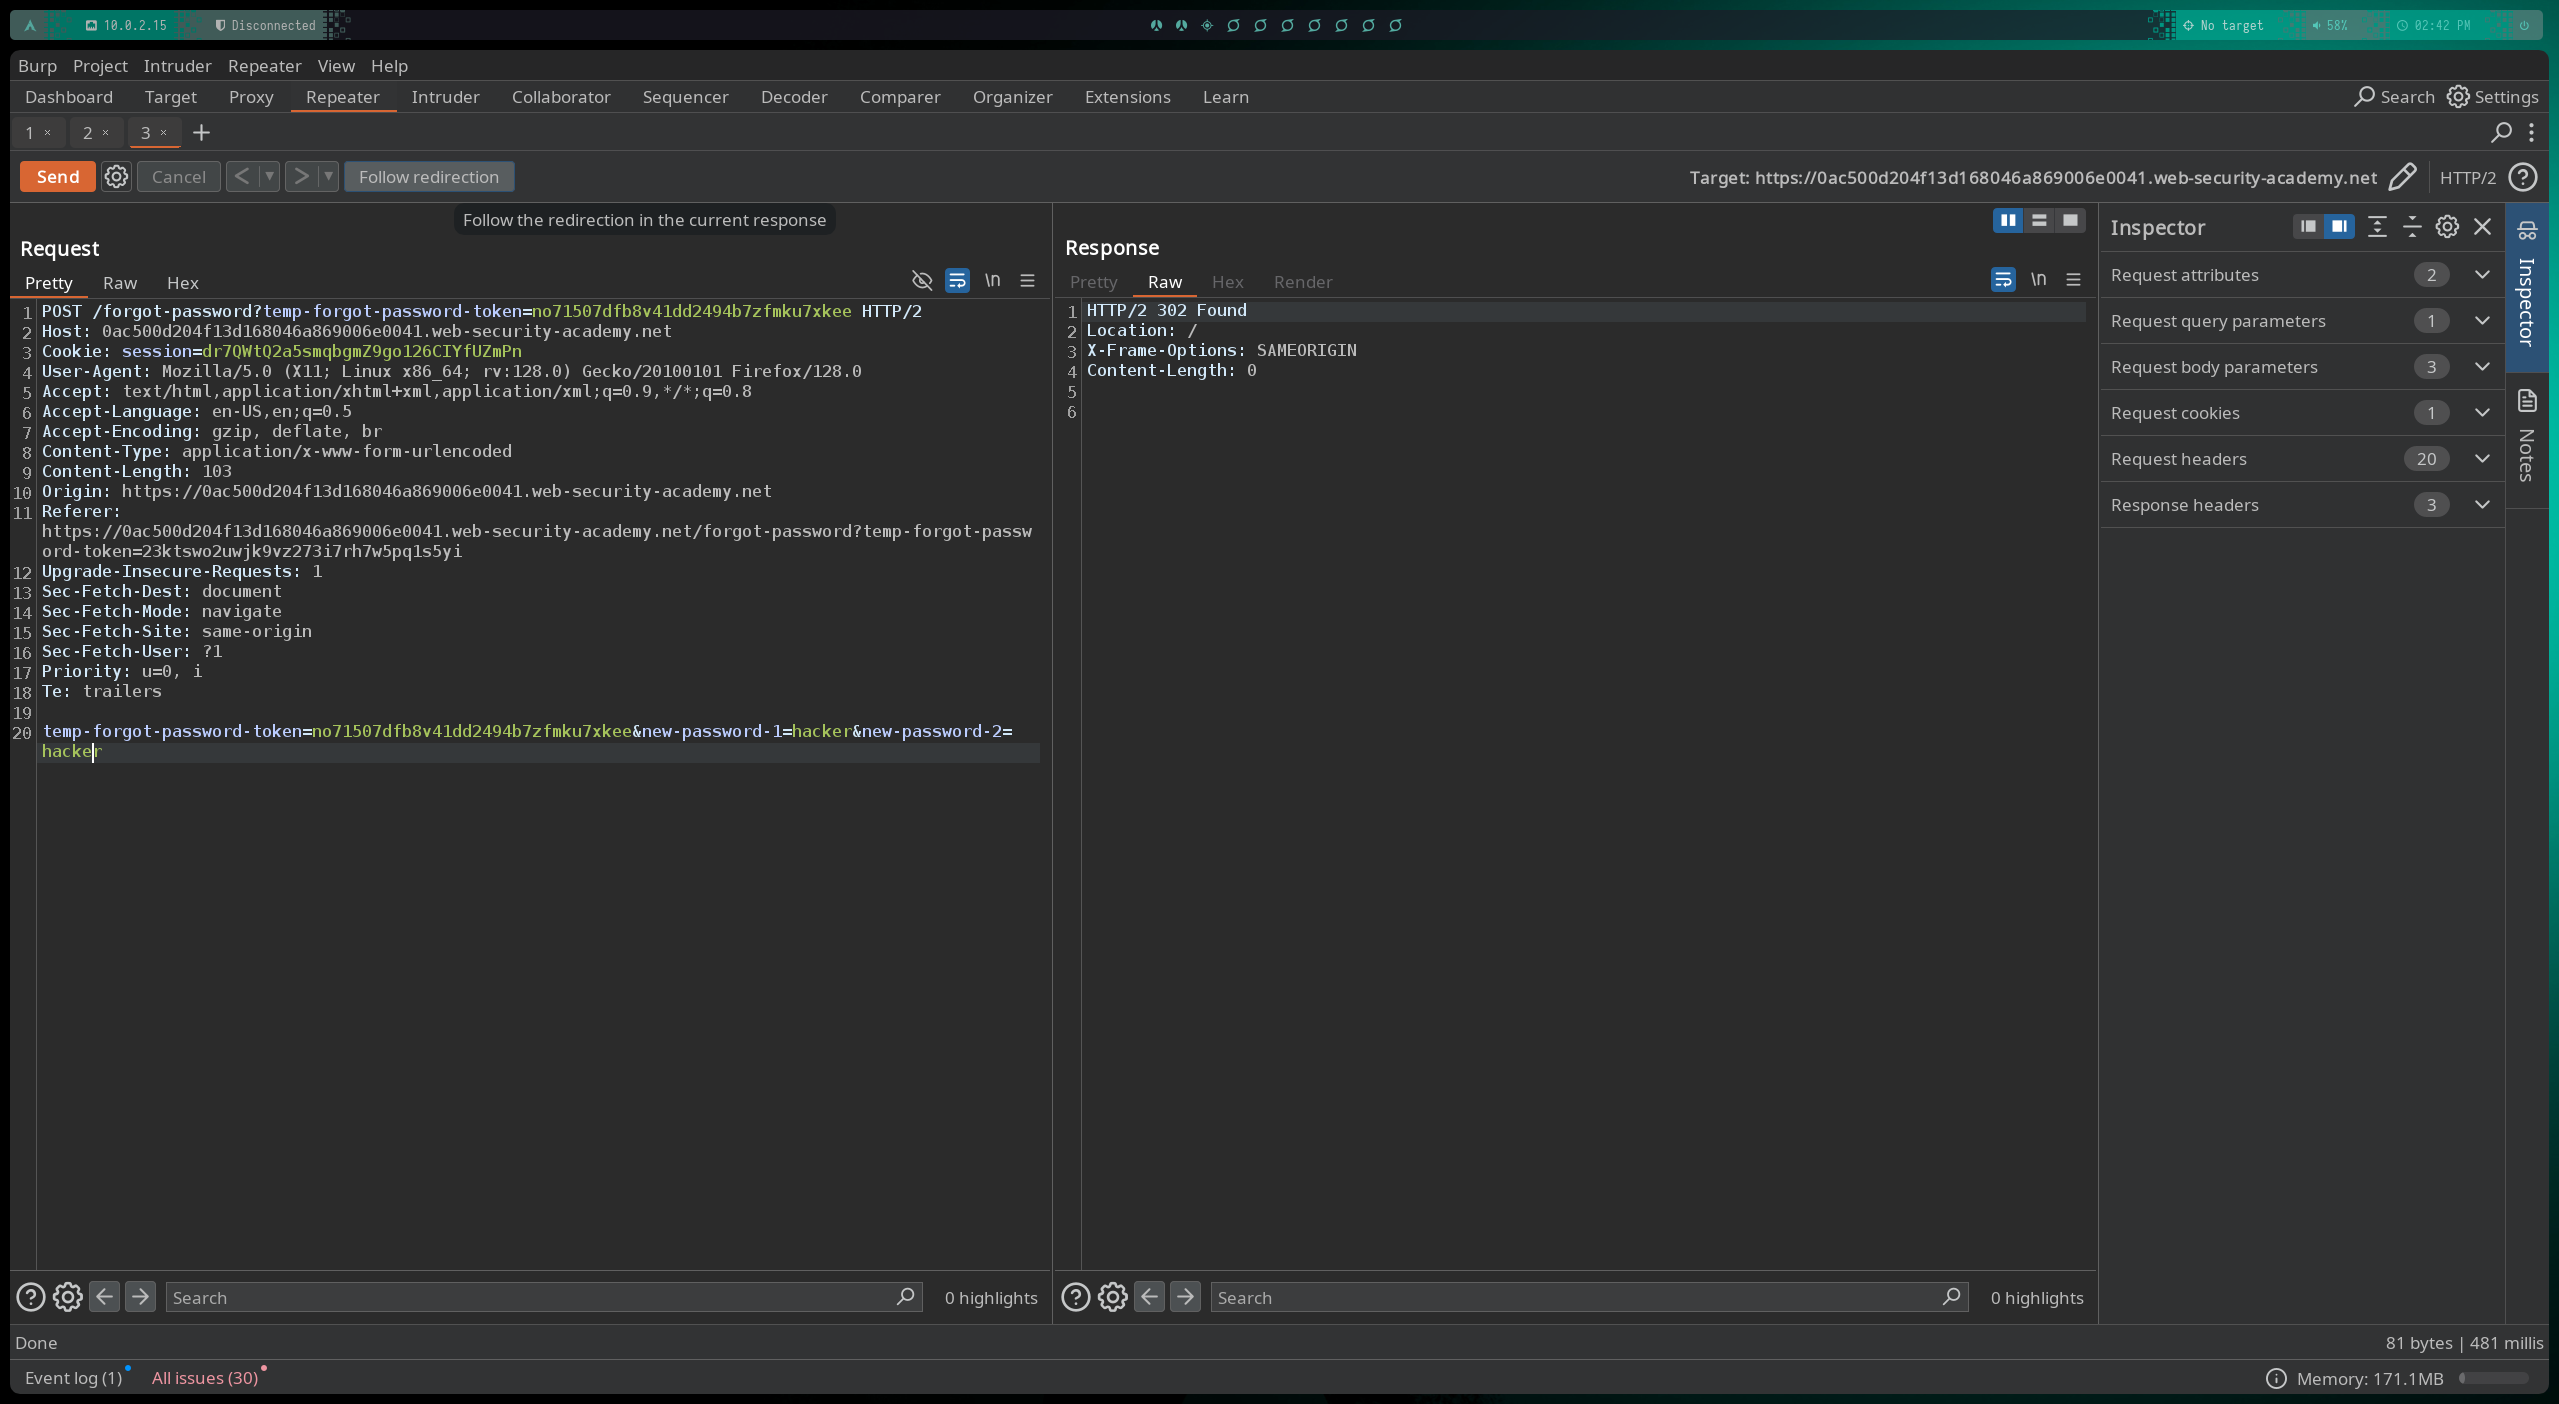 10.0.2.15 Disconnected No target 58% 02:42 PM
Burp Project Intruder Repeater View Help
Dashboard Target Proxy Repeater Intruder Collaborator Sequencer Decoder Comparer Organizer Extensions Learn Search Settings
1 × 2 × 3 × +
Send Cancel < > Follow redirection Target: https://0ac500d204f13d168046a869006e0041.web-security-academy.net HTTP/2
Follow the redirection in the current response
Request
Pretty Raw Hex \n
1 POST /forgot-password?temp-forgot-password-token=no71507dfb8v41dd2494b7zfmku7xkee HTTP/2
2 Host: 0ac500d204f13d168046a869006e0041.web-security-academy.net
3 Cookie: session=dr7QWtQ2a5smqbgmZ9go126CIYfUZmPn
4 User-Agent: Mozilla/5.0 (X11; Linux x86_64; rv:128.0) Gecko/20100101 Firefox/128.0
5 Accept: text/html,application/xhtml+xml,application/xml;q=0.9,*/*;q=0.8
6 Accept-Language: en-US,en;q=0.5
7 Accept-Encoding: gzip, deflate, br
8 Content-Type: application/x-www-form-urlencoded
9 Content-Length: 103
10 Origin: https://0ac500d204f13d168046a869006e0041.web-security-academy.net
11 Referer:
https://0ac500d204f13d168046a869006e0041.web-security-academy.net/forgot-password?temp-forgot-passw
ord-token=23ktswo2uwjk9vz273i7rh7w5pq1s5yi
12 Upgrade-Insecure-Requests: 1
13 Sec-Fetch-Dest: document
14 Sec-Fetch-Mode: navigate
15 Sec-Fetch-Site: same-origin
16 Sec-Fetch-User: ?1
17 Priority: u=0, i
18 Te: trailers
19
20 temp-forgot-password-token=no71507dfb8v41dd2494b7zfmku7xkee&new-password-1=hacker&new-password-2=
hacker
Search 0 highlights
Response
Pretty Raw Hex Render \n
1 HTTP/2 302 Found
2 Location: /
3 X-Frame-Options: SAMEORIGIN
4 Content-Length: 0
5
6
Search 0 highlights
Inspector
Request attributes 2
Request query parameters 1
Request body parameters 3
Request cookies 1
Request headers 20
Response headers 3
Inspector
Notes
Done 81 bytes | 481 millis
Event log (1) All issues (30) Memory: 171.1MB